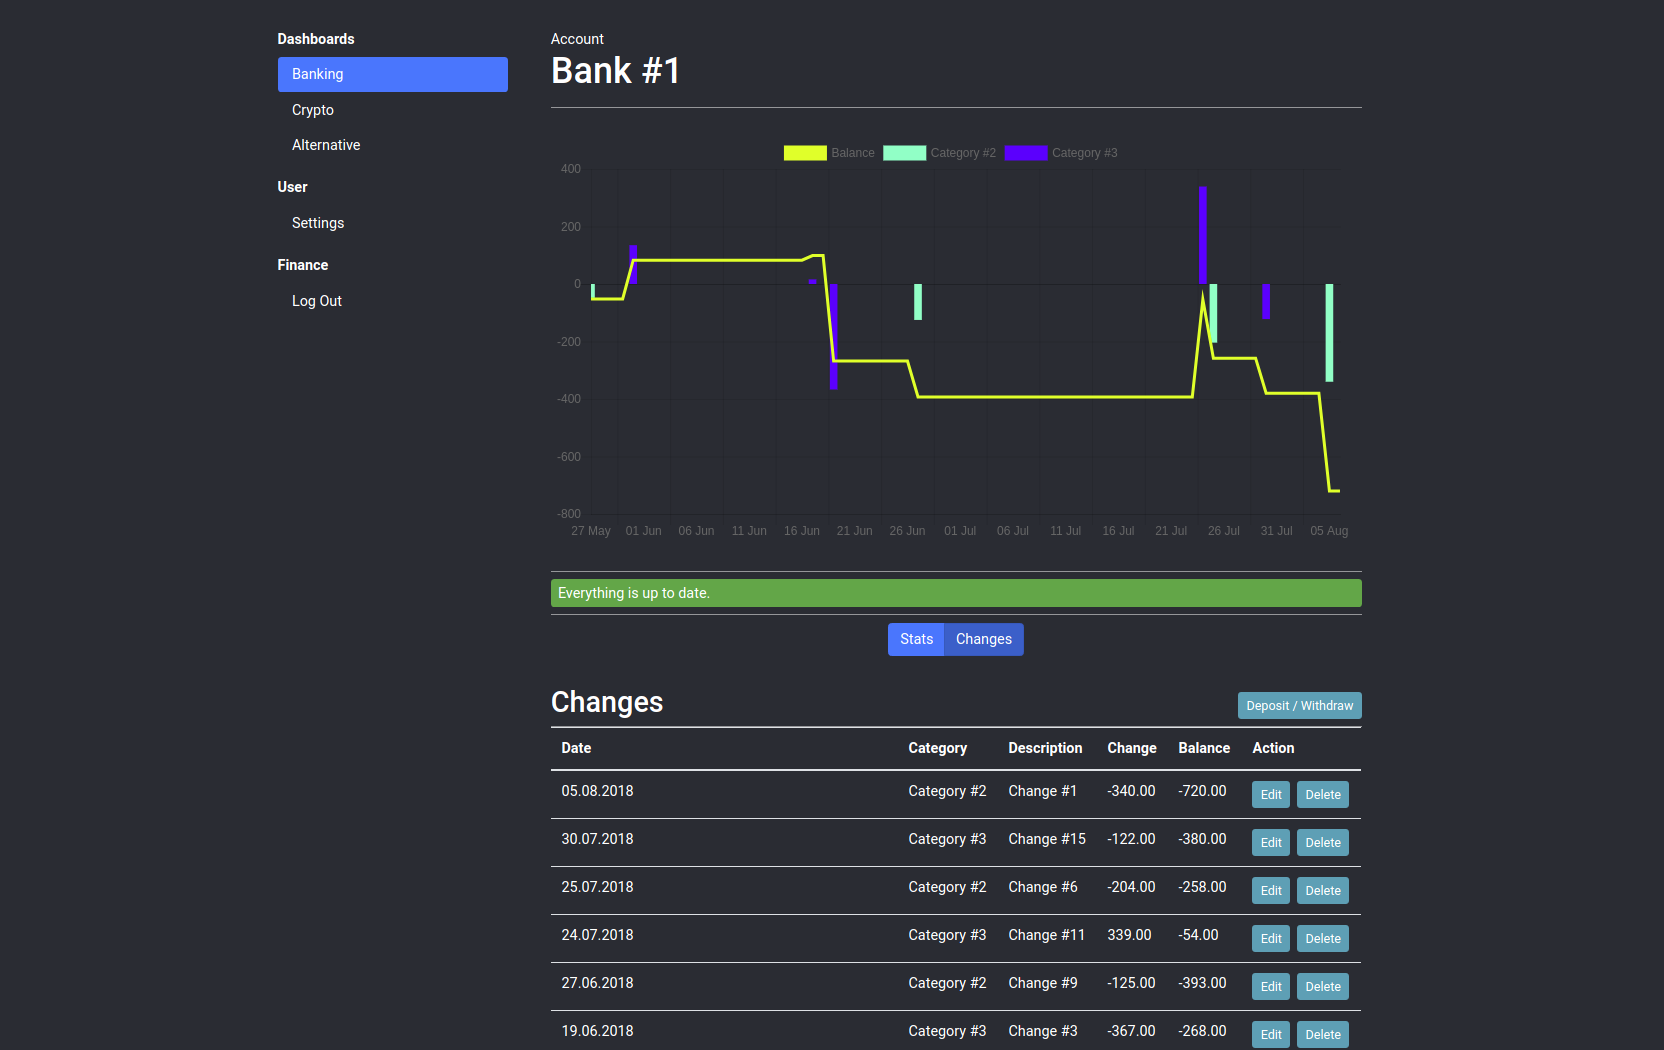 Dashboards
Banking
Crypto
Alternative
User
Settings
Finance
Log Out
Account
Bank #1
Balance Category #2 Category #3
400
200
0
-200
-400
-600
-800
27 May 01 Jun 06 Jun 11 Jun 16 Jun 21 Jun 26 Jun 01 Jul 06 Jul 11 Jul 16 Jul 21 Jul 26 Jul 31 Jul 05 Aug
Everything is up to date.
Stats Changes
Changes
Deposit / Withdraw
Date Category Description Change Balance Action
05.08.2018 Category #2 Change #1 -340.00 -720.00 Edit Delete
30.07.2018 Category #3 Change #15 -122.00 -380.00 Edit Delete
25.07.2018 Category #2 Change #6 -204.00 -258.00 Edit Delete
24.07.2018 Category #3 Change #11 339.00 -54.00 Edit Delete
27.06.2018 Category #2 Change #9 -125.00 -393.00 Edit Delete
19.06.2018 Category #3 Change #3 -367.00 -268.00 Edit Delete